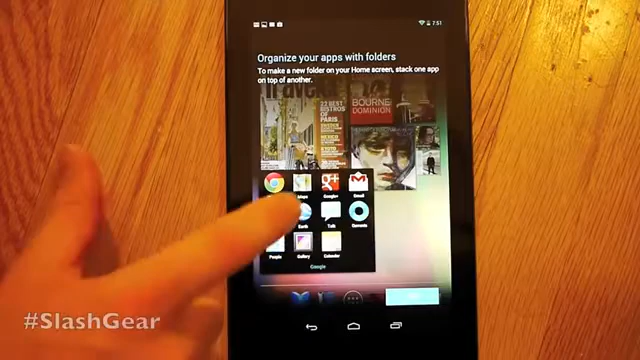 7:51
Organize your apps with folders
To make a new folder on your Home screen, stack one app
on top of another.
22 BEST
BISTROS
OF
PARIS
BOURNE
DOMINION
Maps
Google+
Gmail
Earth
Talk
People
Gallery
Calendar
Google
#SlashGear